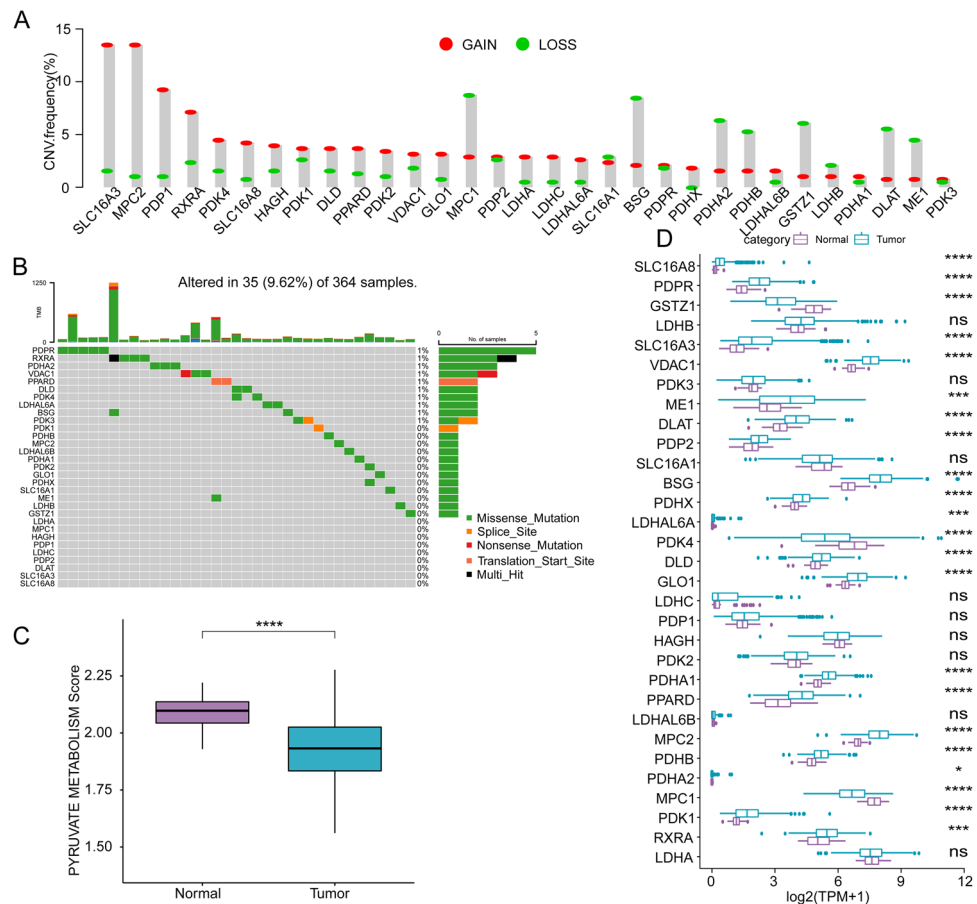 A
CNV.frequency(%)
15
10
5
0
GAIN LOSS
SLC16A3 MPC2 PDP1 RXRA PDK4 SLC16A8 HAGH PDK1 DLD PPARD PDK2 VDAC1 GLO1 MPC1 PDP2 LDHA LDHC LDHAL6A SLC16A1 BSG PDPR PDHX PDHA2 PDHB LDHAL6B GSTZ1 LDHB PDHA1 DLAT ME1 PDK3
B
Altered in 35 (9.62%) of 364 samples.
1250
TMB
0
0 5
No. of samples
PDPR 1%
RXRA 1%
PDHA2 1%
VDAC1 1%
PPARD 1%
DLD 1%
PDK4 1%
LDHAL6A 1%
BSG 1%
PDK3 1%
PDK1 0%
PDHB 0%
MPC2 0%
LDHAL6B 0%
PDHA1 0%
PDK2 0%
GLO1 0%
PDHX 0%
SLC16A1 0%
ME1 0%
LDHB 0%
GSTZ1 0%
LDHA 0%
MPC1 0%
HAGH 0%
PDP1 0%
LDHC 0%
PDP2 0%
DLAT 0%
SLC16A3 0%
SLC16A8 0%
Missense_Mutation
Splice_Site
Nonsense_Mutation
Translation_Start_Site
Multi_Hit
C
PYRUVATE METABOLISM Score
****
2.25
2.00
1.75
1.50
Normal Tumor
D
category Normal Tumor
SLC16A8 ****
PDPR ****
GSTZ1 ****
LDHB ns
SLC16A3 ****
VDAC1 ****
PDK3 ns
ME1 ***
DLAT ****
PDP2 ****
SLC16A1 ns
BSG ****
PDHX ****
LDHAL6A ***
PDK4 ****
DLD ****
GLO1 ****
LDHC ns
PDP1 ns
HAGH ns
PDK2 ns
PDHA1 ****
PPARD ****
LDHAL6B ns
MPC2 ****
PDHB ****
PDHA2 *
MPC1 ****
PDK1 ****
RXRA ***
LDHA ns
0 3 6 9 12
log2(TPM+1)